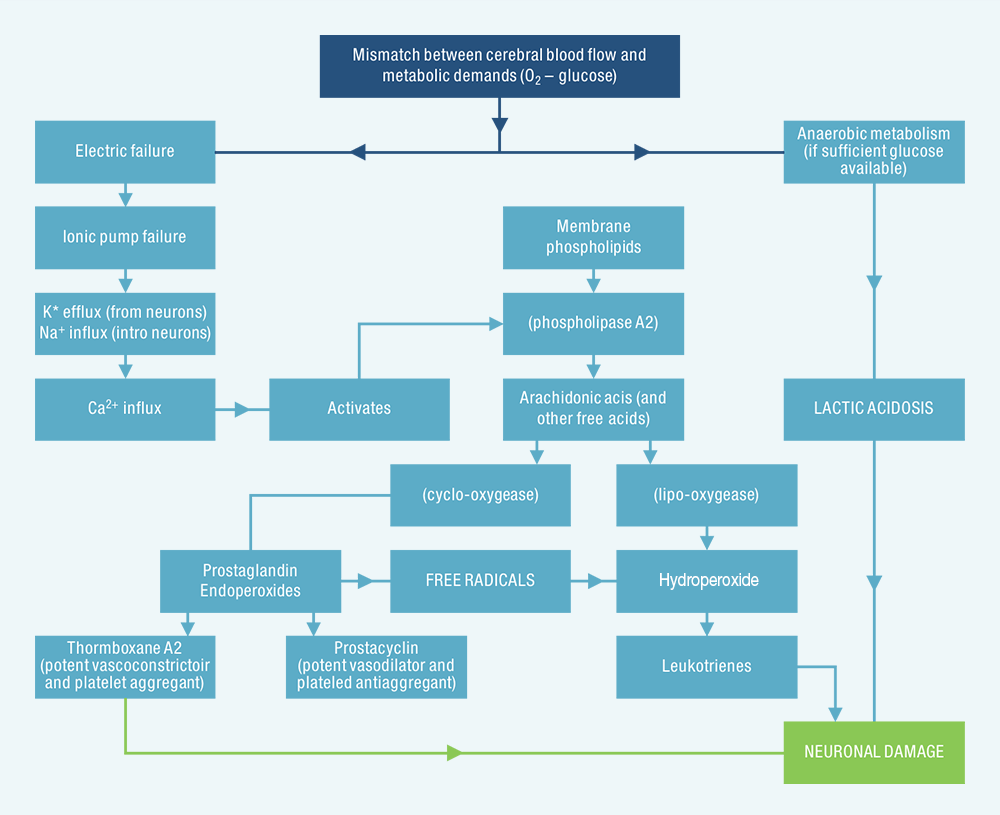 Mismatch between cerebral blood flow and
metabolic demands (O₂ – glucose)
Electric failure
Anaerobic metabolism
(if sufficient glucose
available)
Ionic pump failure
Membrane
phospholipids
K* efflux (from neurons)
Na⁺ influx (intro neurons)
(phospholipase A2)
Ca²⁺ influx
Activates
Arachidonic acis (and
other free acids)
LACTIC ACIDOSIS
(cyclo-oxygease)
(lipo-oxygease)
Prostaglandin
Endoperoxides
FREE RADICALS
Hydroperoxide
Thormboxane A2
(potent vascoconstrictoir
and platelet aggregant)
Prostacyclin
(potent vasodilator and
plateled antiaggregant)
Leukotrienes
NEURONAL DAMAGE